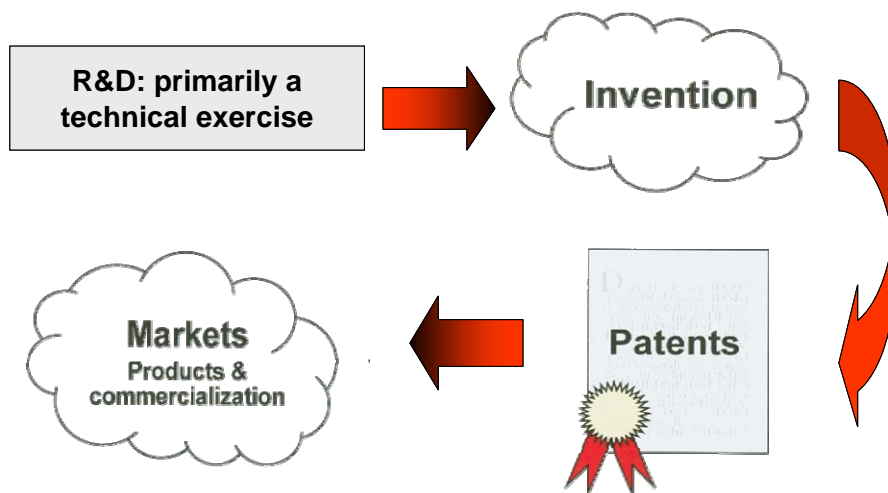 R&D: primarily a
technical exercise
Invention
Patents
Markets
Products &
commercialization